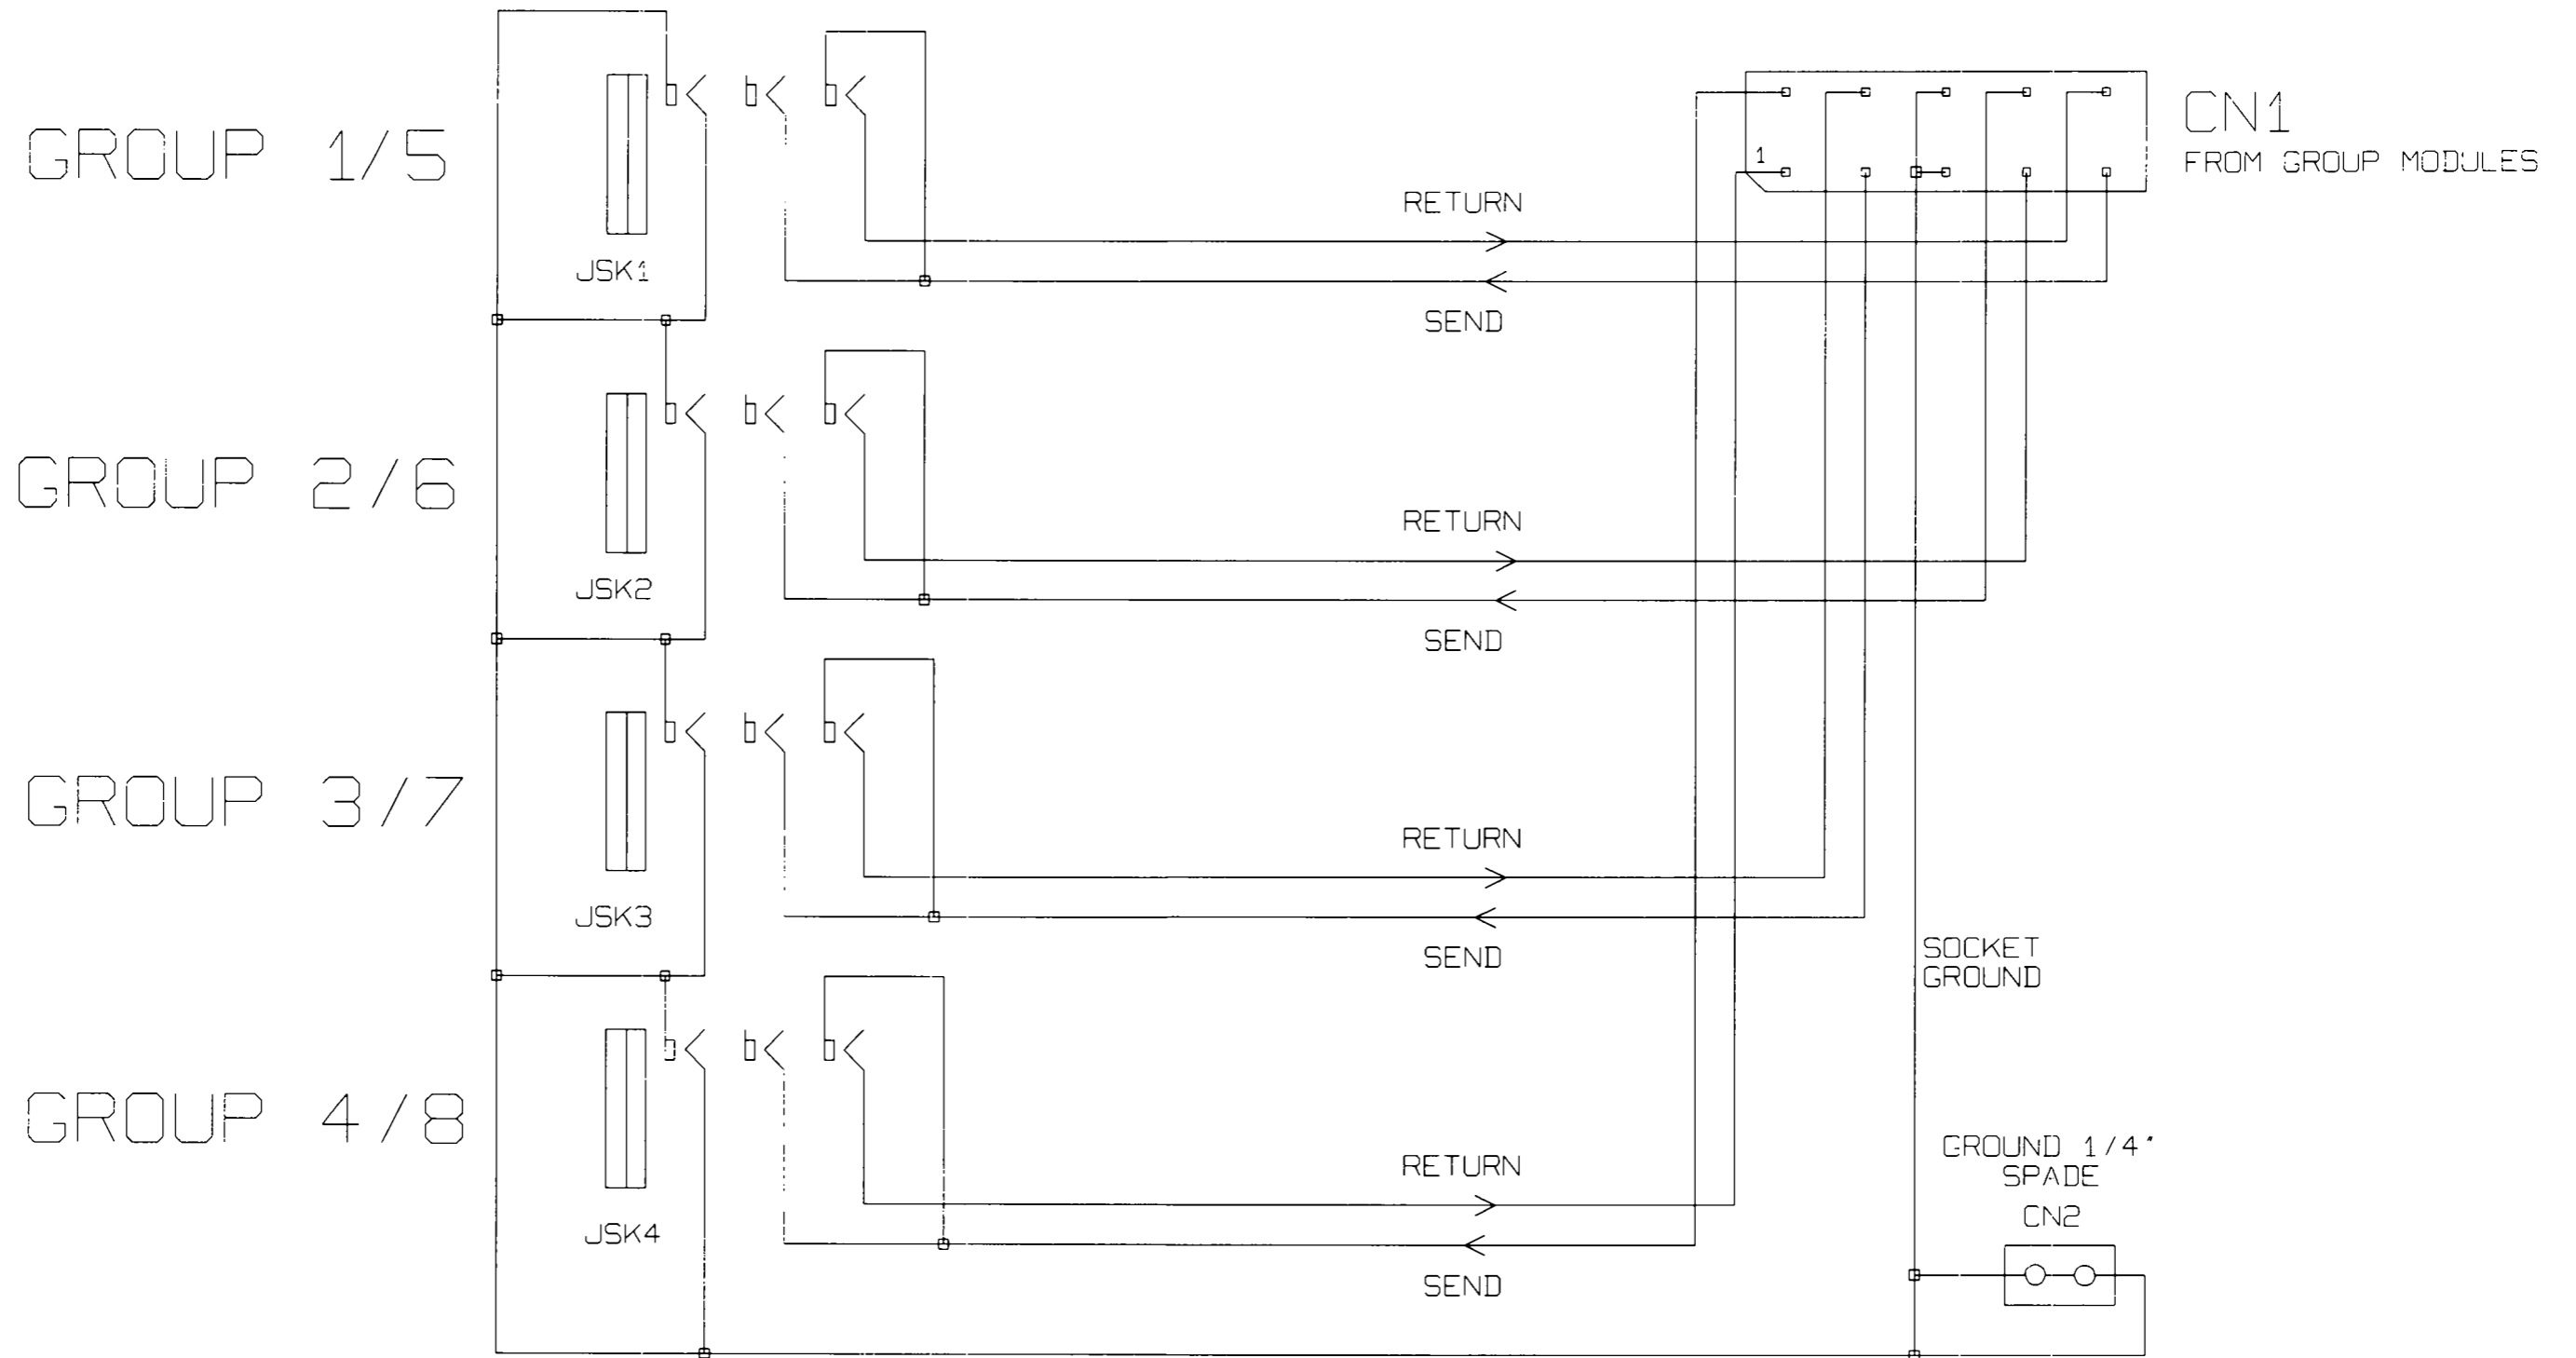 GROUP 1/5
JSK1
RETURN
SEND
1
CN1
FROM GROUP MODULES
GROUP 2/6
JSK2
RETURN
SEND
GROUP 3/7
JSK3
RETURN
SEND
SOCKET
GROUND
GROUP 4/8
JSK4
RETURN
SEND
GROUND 1/4"
SPADE
CN2